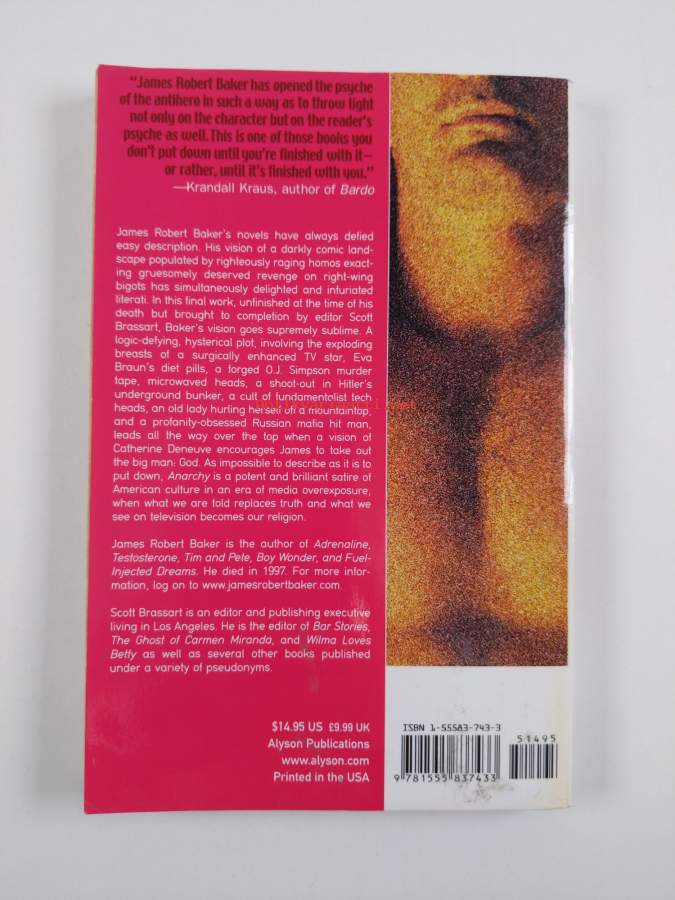 “James Robert Baker has opened the psyche
of the antihero in such a way as to throw light
not only on the character but on the reader's
psyche as well. This is one of those books you
don't put down until you're finished with it—
or rather, until it's finished with you.”
—Krandall Kraus, author of Bardo
James Robert Baker's novels have always defied
easy description. His vision of a darkly comic land-
scape populated by righteously raging homos exact-
ing gruesomely deserved revenge on right-wing
bigots has simultaneously delighted and infuriated
literati. In this final work, unfinished at the time of his
death but brought to completion by editor Scott
Brassart, Baker's vision goes supremely sublime. A
logic-defying, hysterical plot, involving the exploding
breasts of a surgically enhanced TV star, Eva
Braun's diet pills, a forged O.J. Simpson murder
tape, microwaved heads, a shoot-out in Hitler's
underground bunker, a cult of fundamentalist tech
heads, an old lady hurling herself off a mountaintop,
and a profanity-obsessed Russian mafia hit man,
leads all the way over the top when a vision of
Catherine Deneuve encourages James to take out
the big man: God. As impossible to describe as it is to
put down, Anarchy is a potent and brilliant satire of
American culture in an era of media overexposure,
when what we are told replaces truth and what we
see on television becomes our religion.
James Robert Baker is the author of Adrenaline,
Testosterone, Tim and Pete, Boy Wonder, and Fuel-
Injected Dreams. He died in 1997. For more infor-
mation, log on to www.jamesrobertbaker.com.
Scott Brassart is an editor and publishing executive
living in Los Angeles. He is the editor of Bar Stories,
The Ghost of Carmen Miranda, and Wilma Loves
Betty as well as several other books published
under a variety of pseudonyms.
$14.95 US £9.99 UK
Alyson Publications
www.alyson.com
Printed in the USA
ISBN 1-55583-743-3
51495
9 781555 837433